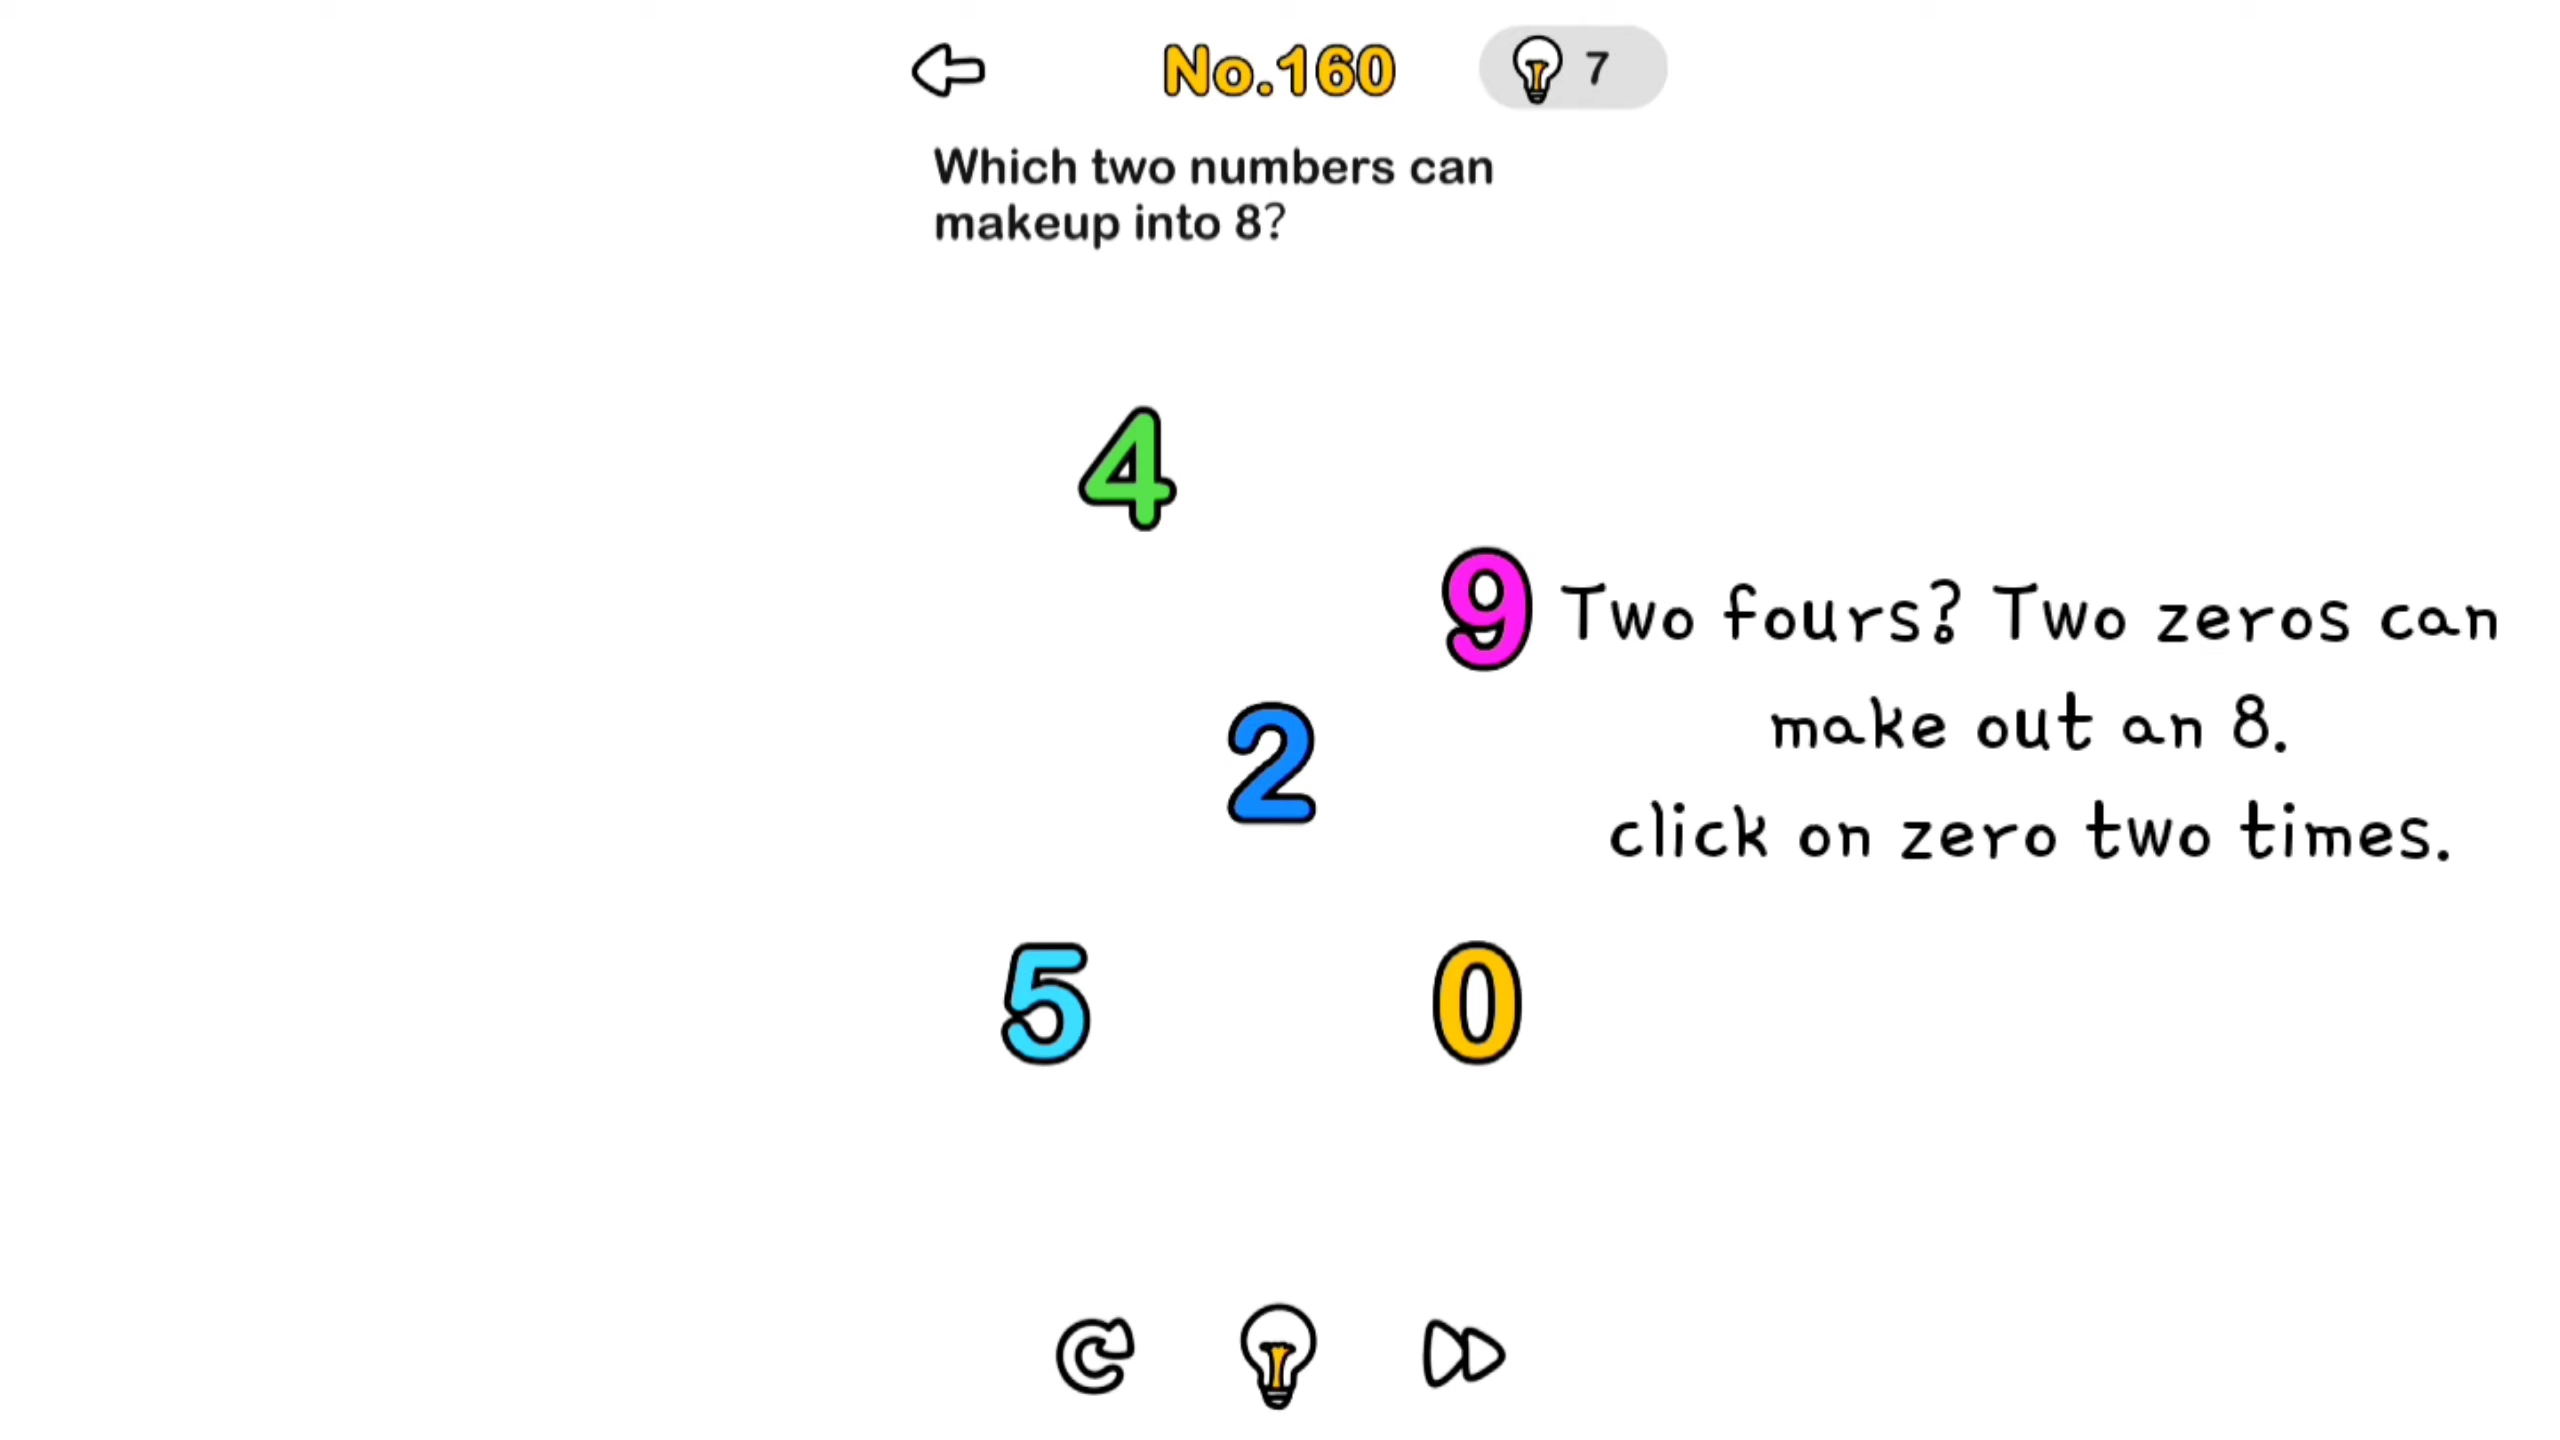 No.160
7
Which two numbers can
makeup into 8?
4
9
Two fours? Two zeros can
make out an 8.
click on zero two times.
2
5
0